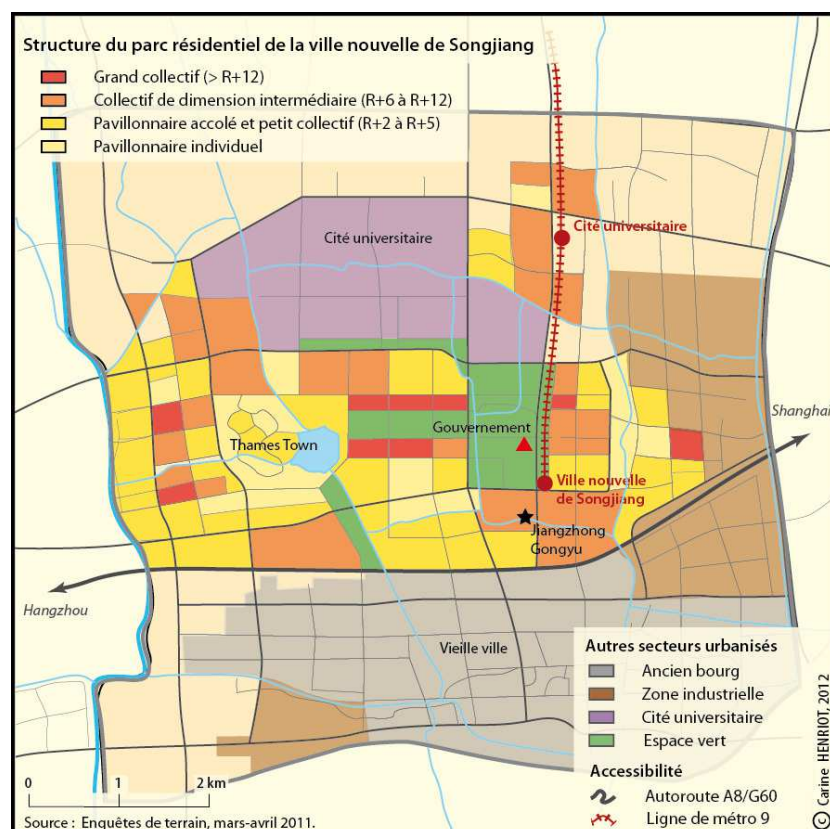 Structure du parc résidentiel de la ville nouvelle de Songjiang
Grand collectif (> R+12)
Collectif de dimension intermédiaire (R+6 à R+12)
Pavillonnaire accolé et petit collectif (R+2 à R+5)
Pavillonnaire individuel
Cité universitaire
Cité universitaire
Shanghai
Gouvernement
Thames Town
Ville nouvelle
de Songjiang
Jiangzhong
Gongyu
Hangzhou
Vieille ville
Autres secteurs urbanisés
Ancien bourg
Zone industrielle
Cité universitaire
Espace vert
Accessibilité
Autoroute A8/G60
Ligne de métro 9
0 1 2 km
Source : Enquêtes de terrain, mars-avril 2011.
© Carine HENRIOT, 2012